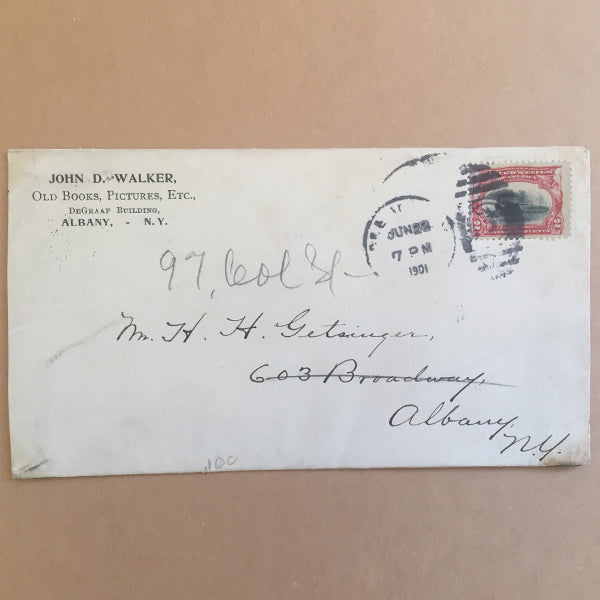 JOHN D. WALKER,
OLD BOOKS, PICTURES, ETC.,
DEGRAAF BUILDING,
ALBANY, - N.Y.
JUN 22
7 PM
1901
97, Col St
Mr. H. H. Getsinger,
603 Broadway,
Albany,
N.Y.
100